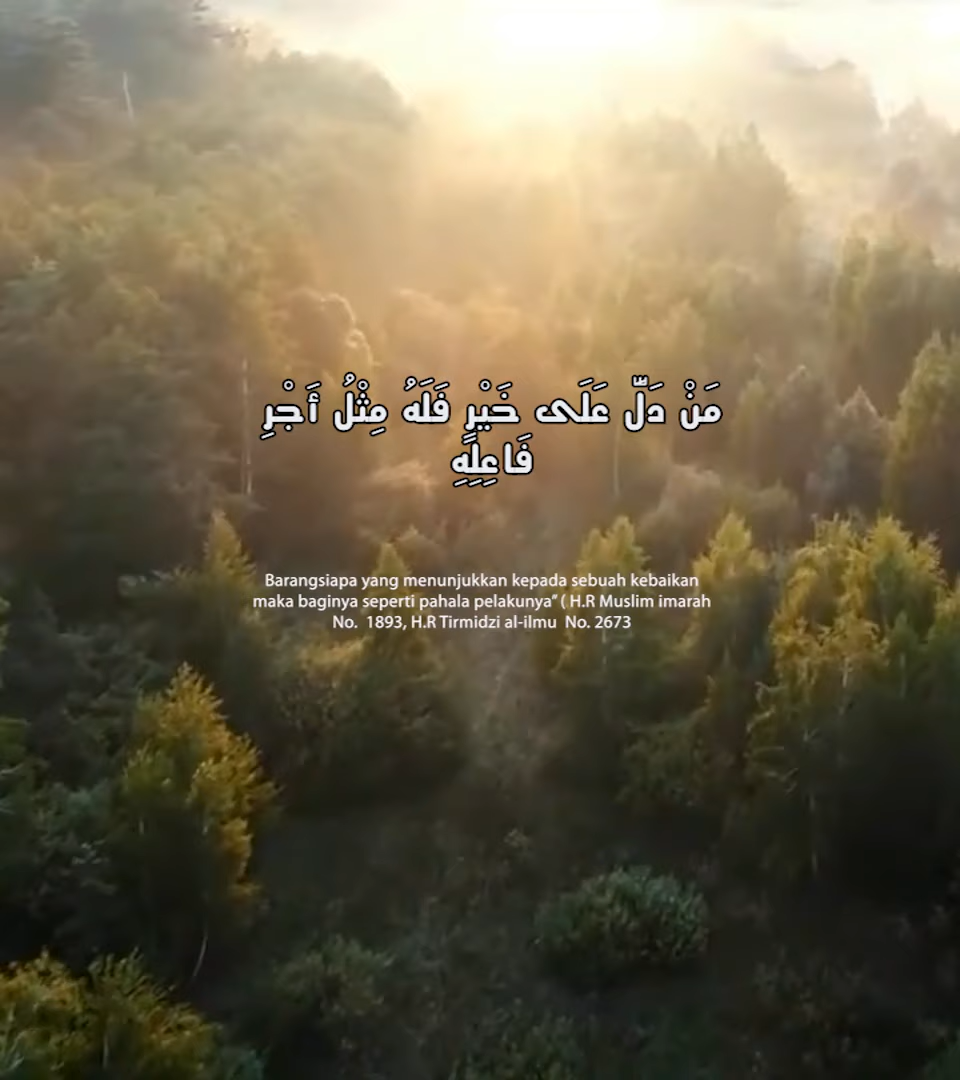 مَنْ دَلَّ عَلَى خَيْرٍ فَلَهُ مِثْلُ أَجْرِ
فَاعِلِهِ
Barangsiapa yang menunjukkan kepada sebuah kebaikan
maka baginya seperti pahala pelakunya” ( H.R Muslim imarah
No.  1893, H.R Tirmidzi al-ilmu  No. 2673